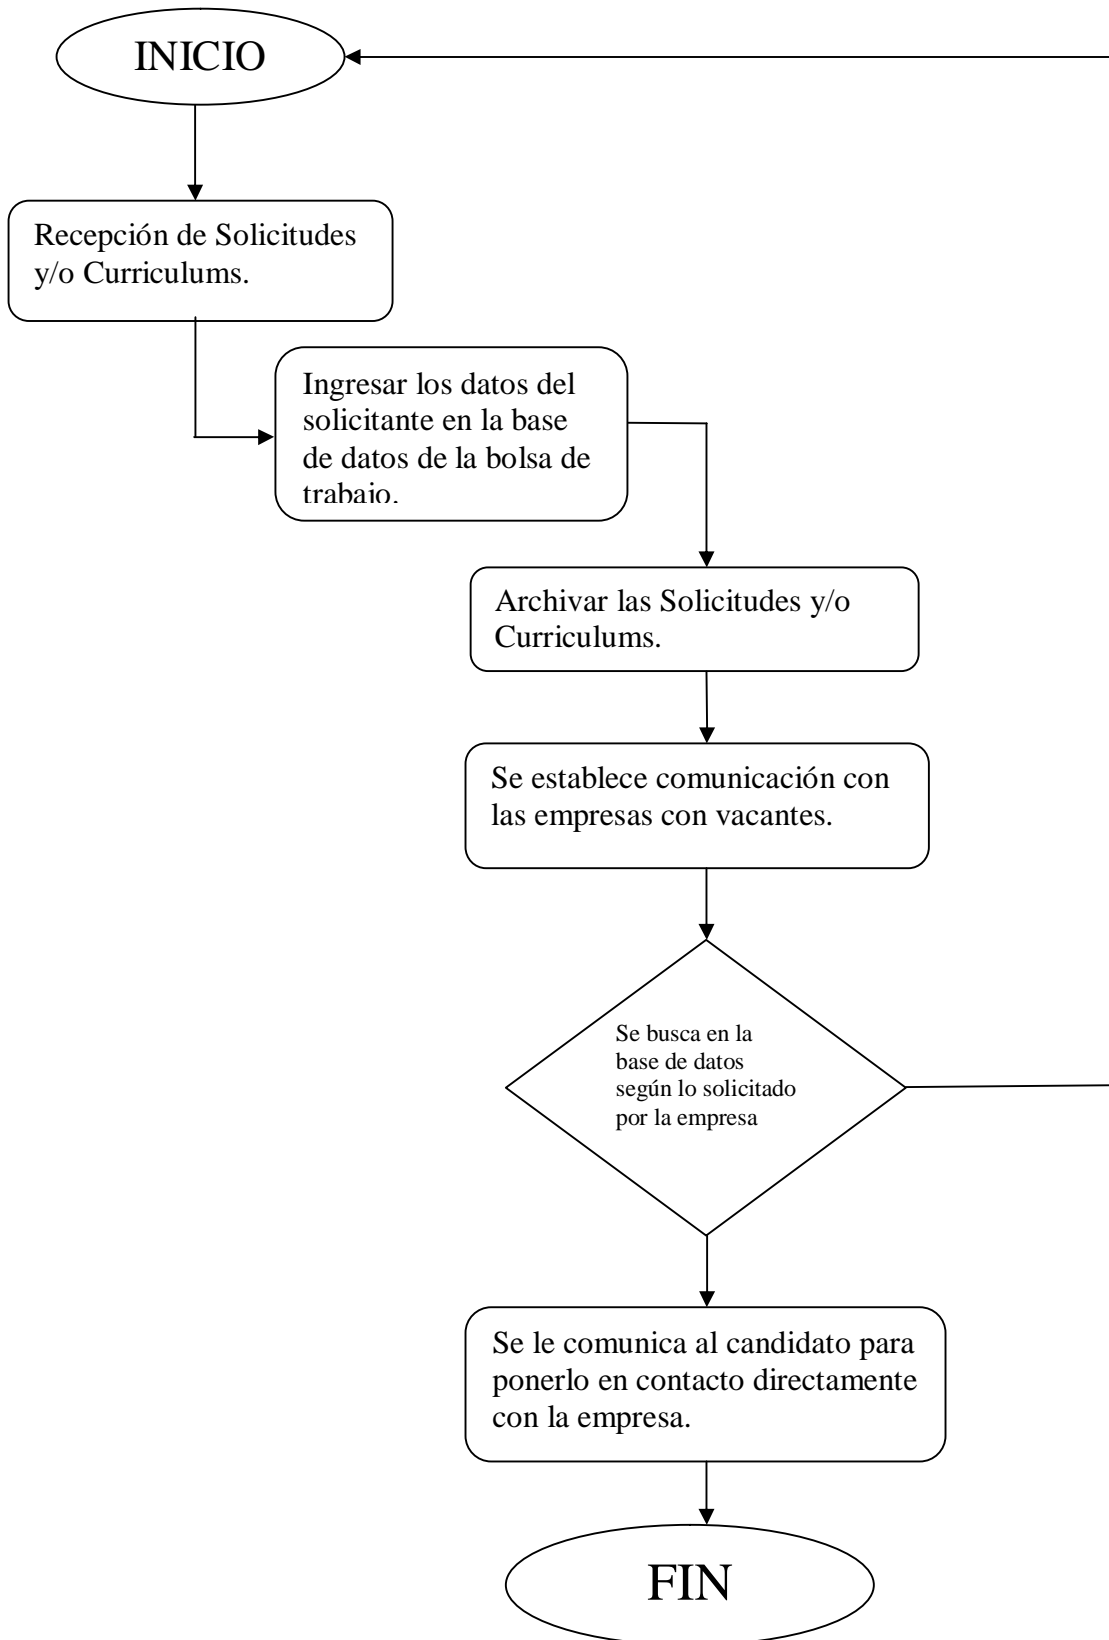 INICIO
Recepción de Solicitudes
y/o Curriculums.
Ingresar los datos del
solicitante en la base
de datos de la bolsa de
trabajo.
Archivar las Solicitudes y/o
Curriculums.
Se establece comunicación con
las empresas con vacantes.
Se busca en la
base de datos
según lo solicitado
por la empresa
Se le comunica al candidato para
ponerlo en contacto directamente
con la empresa.
FIN